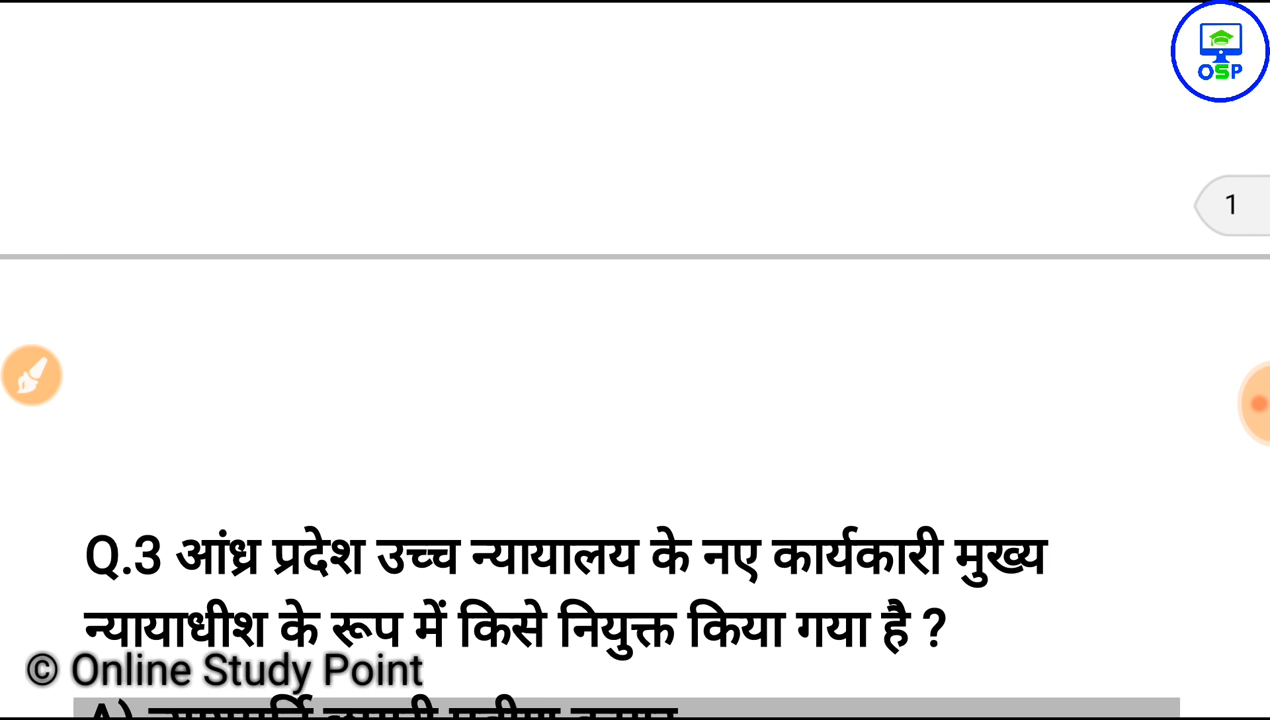 OSP
1
Q.3 आंध्र प्रदेश उच्च न्यायालय के नए कार्यकारी मुख्य
न्यायाधीश के रूप में किसे नियुक्त किया गया है ?
© Online Study Point
A)